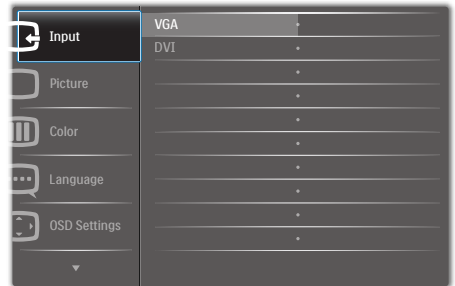 Input
Picture
Color
Language
OSD Settings
VGA
DVI